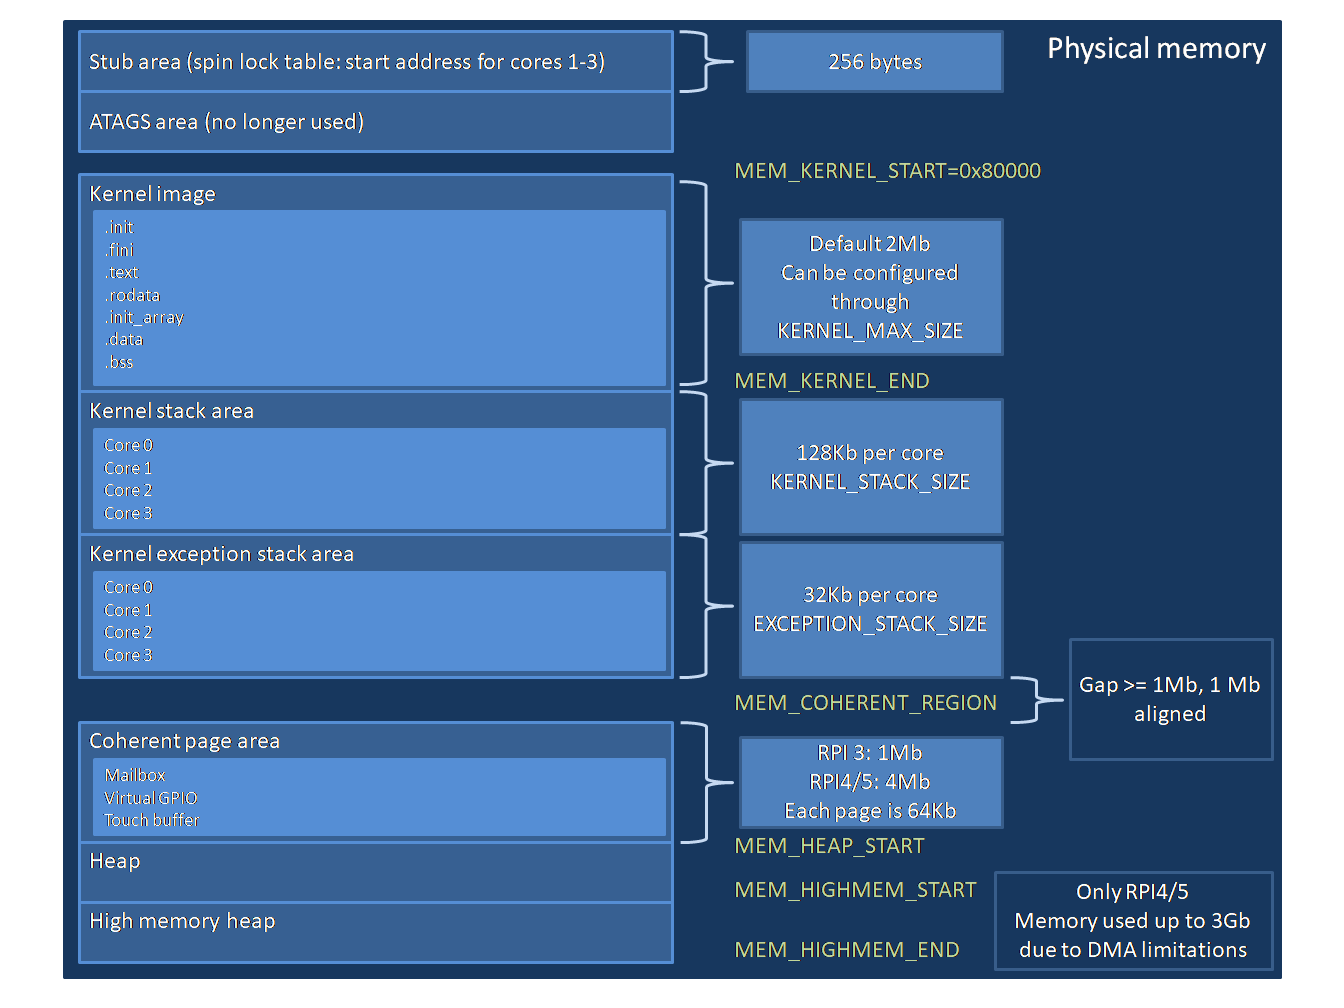 Physical memory
Stub area (spin lock table: start address for cores 1-3)
256 bytes
ATAGS area (no longer used)
MEM_KERNEL_START=0x80000
Kernel image
.init
.fini
.text
.rodata
.init_array
.data
.bss
Default 2Mb
Can be configured
through
KERNEL_MAX_SIZE
MEM_KERNEL_END
Kernel stack area
Core 0
Core 1
Core 2
Core 3
128Kb per core
KERNEL_STACK_SIZE
Kernel exception stack area
Core 0
Core 1
Core 2
Core 3
32Kb per core
EXCEPTION_STACK_SIZE
MEM_COHERENT_REGION
Gap >= 1Mb, 1 Mb
aligned
Coherent page area
Mailbox
Virtual GPIO
Touch buffer
RPI 3: 1Mb
RPI4/5: 4Mb
Each page is 64Kb
MEM_HEAP_START
Heap
MEM_HIGHMEM_START
High memory heap
MEM_HIGHMEM_END
Only RPI4/5
Memory used up to 3Gb
due to DMA limitations